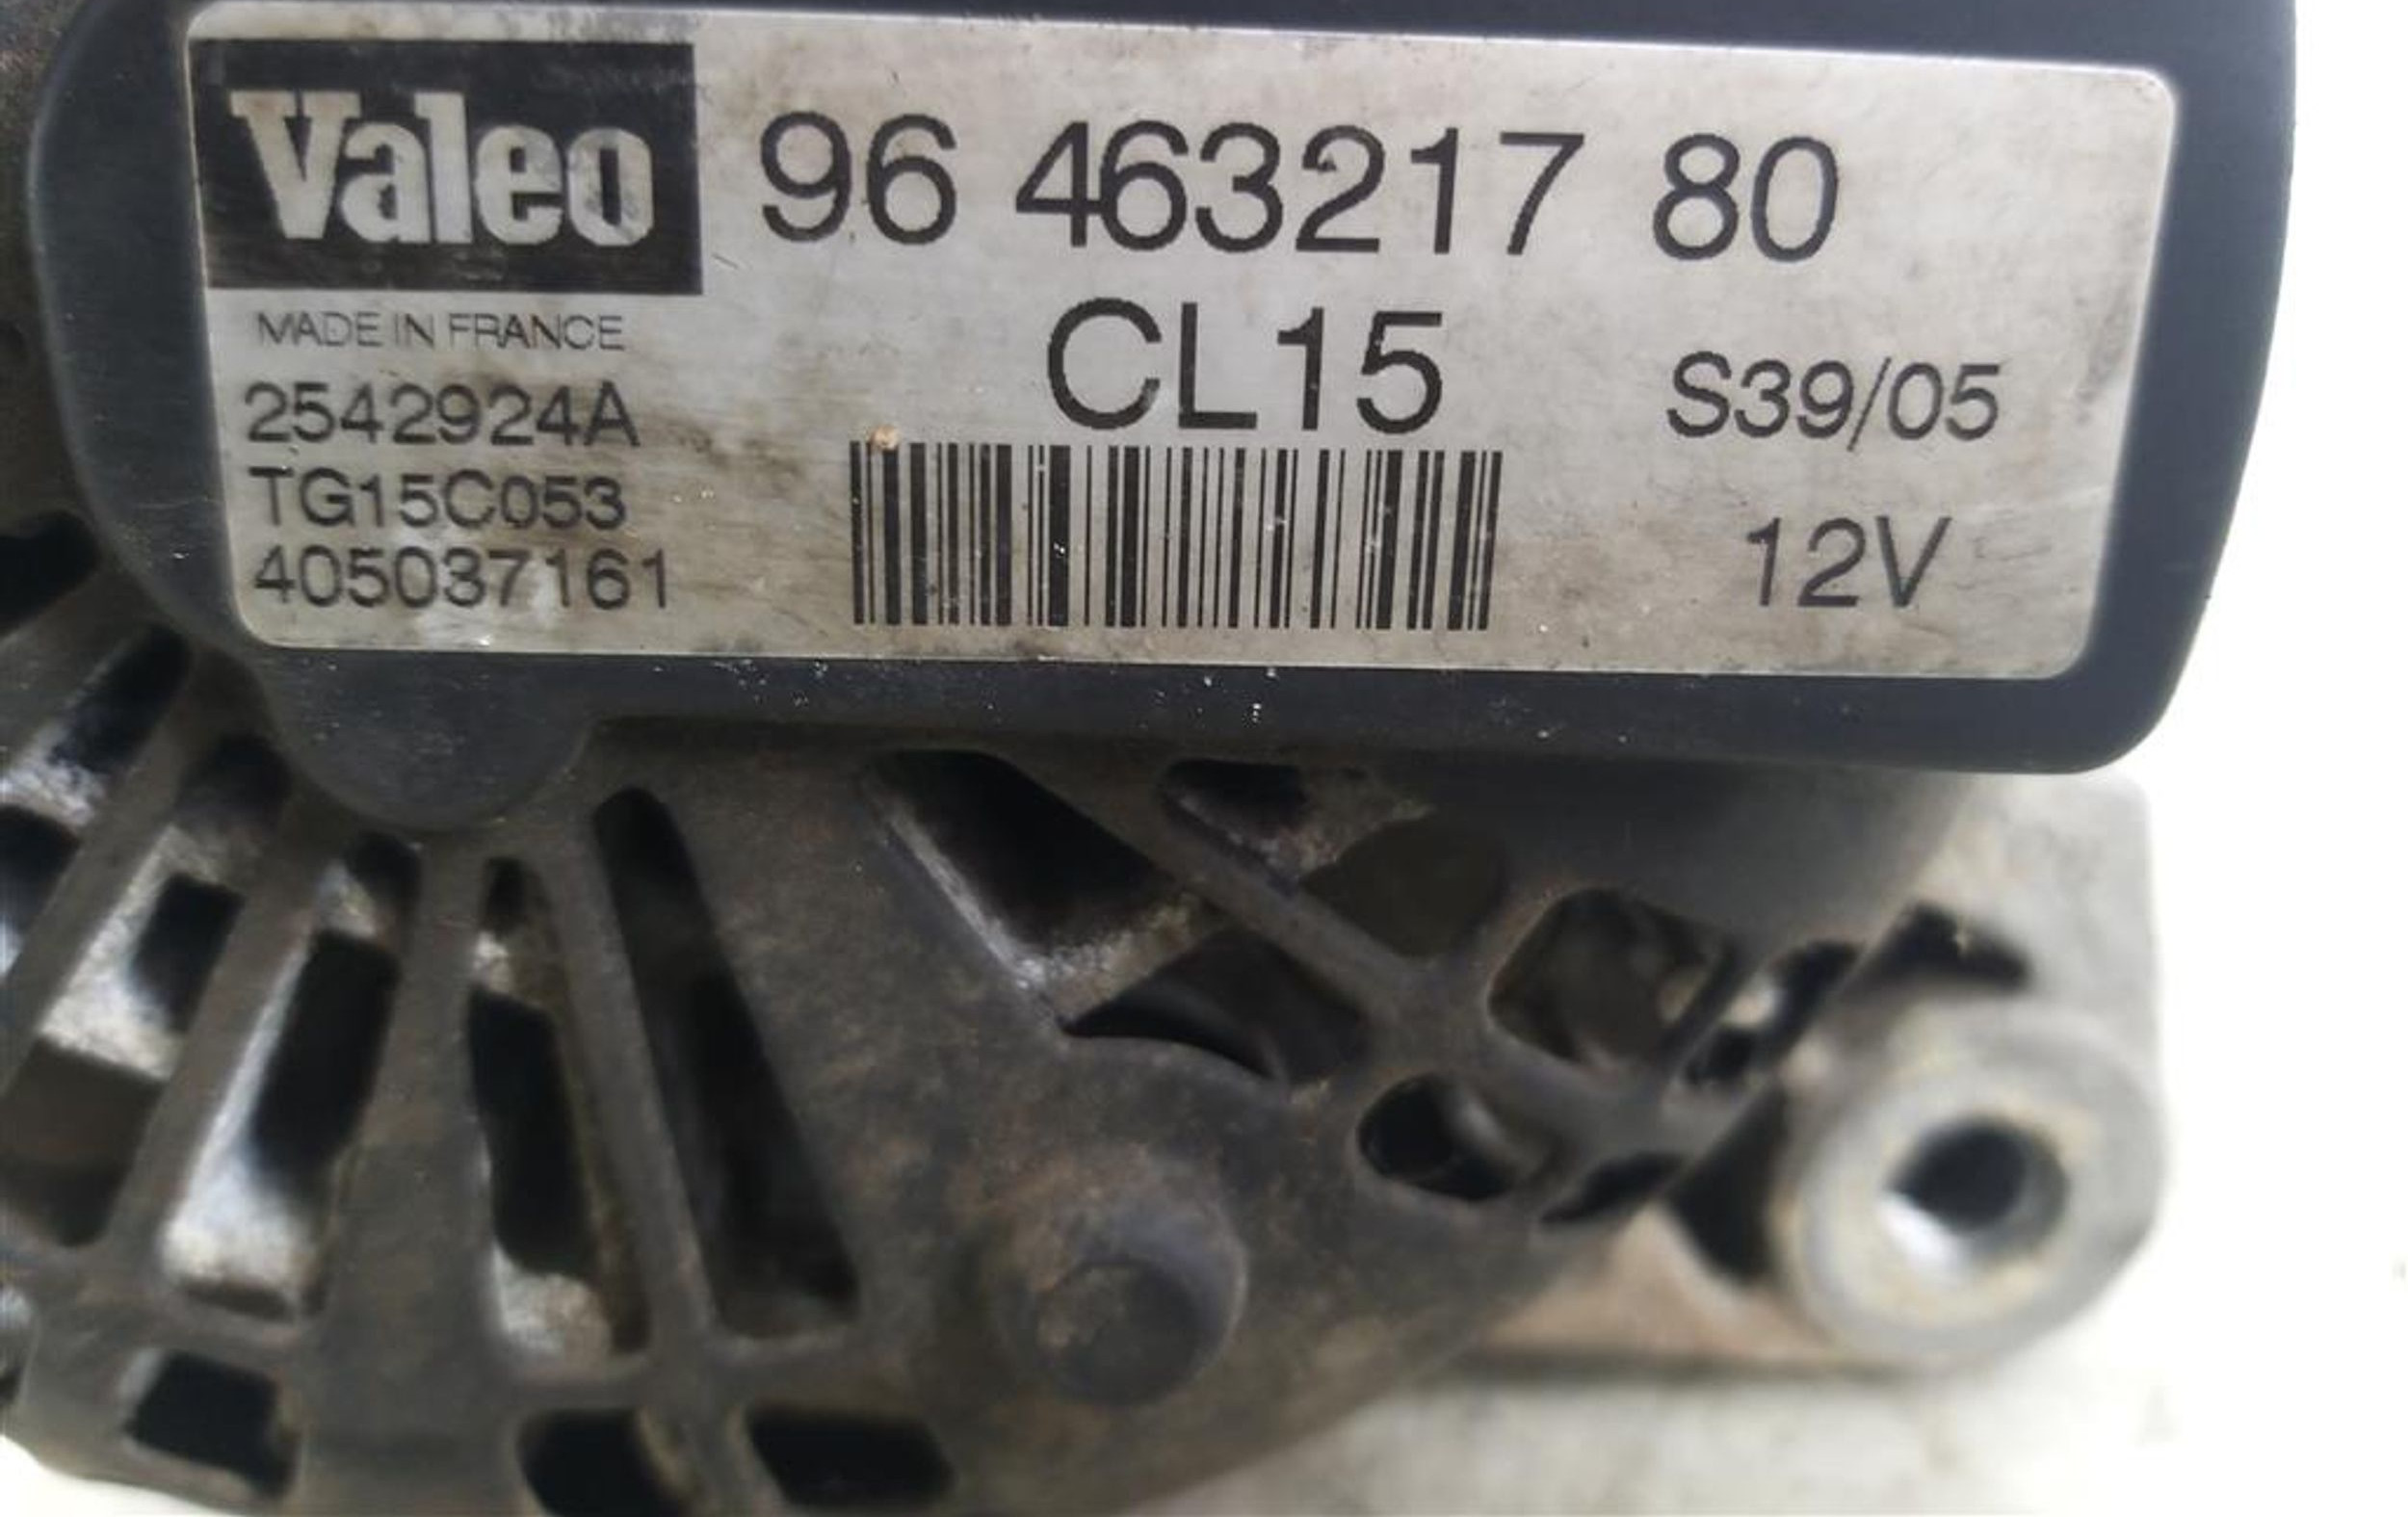 Valeo
96 463217 80
MADE IN FRANCE
CL15
S39/05
2542924A
TG15C053
405037161
12V